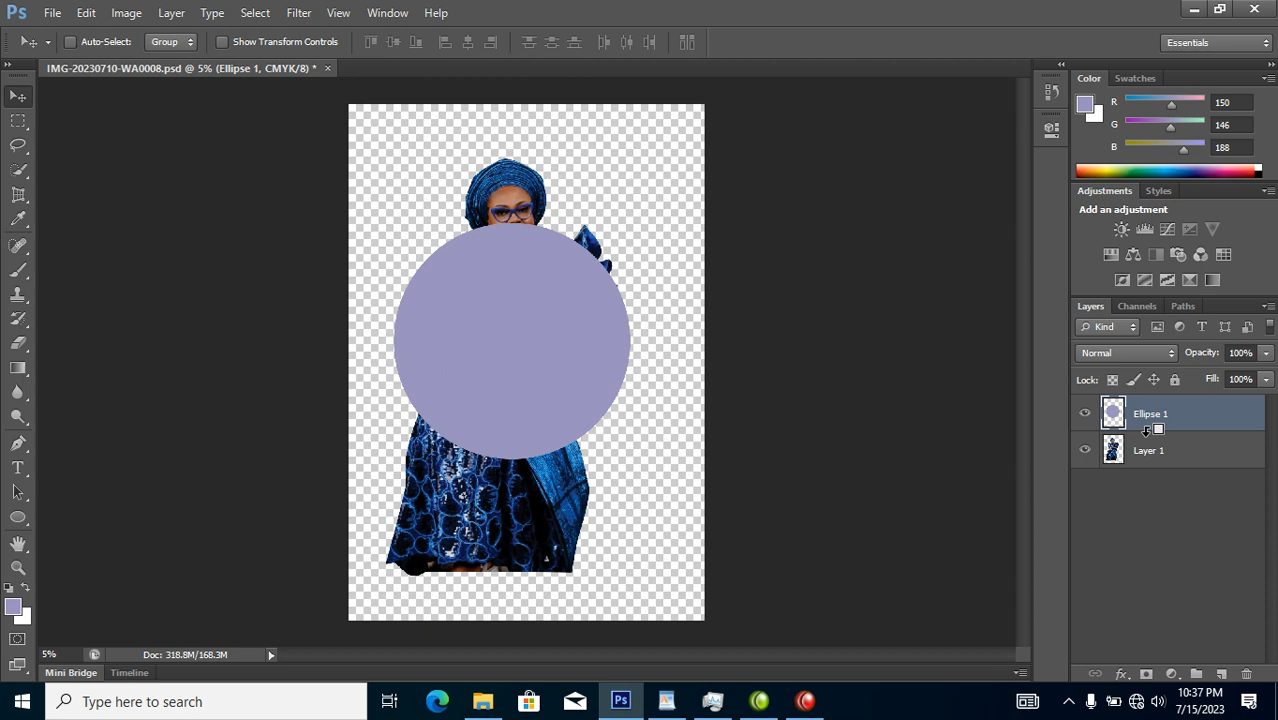 Ps File Edit Image Layer Type Select Filter 3D View Window Help
Auto-Select: Group Show Transform Controls Essentials
IMG-20230710-WA0008.psd @ 5% (Ellipse 1, CMYK/8) *
Color Swatches
R 150
G 146
B 188
Adjustments Styles
Add an adjustment
Layers Channels Paths
Kind
Normal Opacity: 100%
Lock: Fill: 100%
Ellipse 1
Layer 1
5% Doc: 318.8M/168.3M
Mini Bridge Timeline
Type here to search
Ps
10:37 PM
7/15/2023